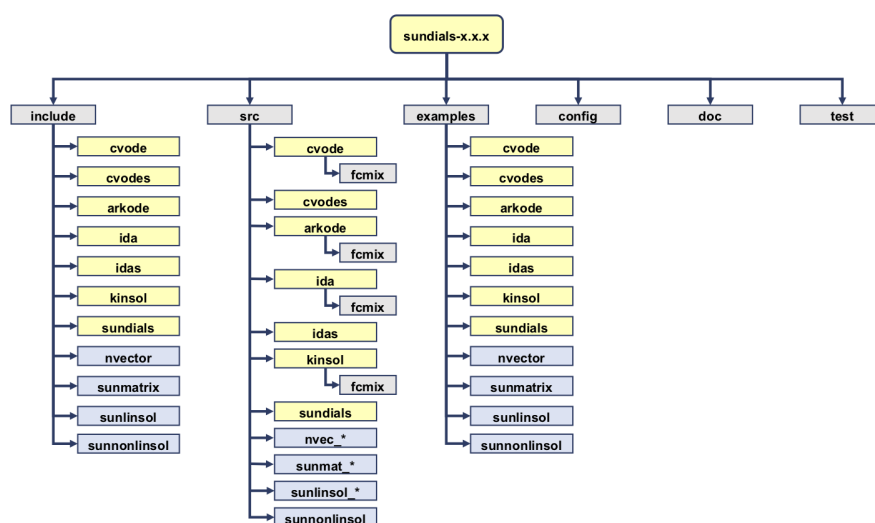 sundials-x.x.x
include
src
examples
config
doc
test
cvode
cvodes
arkode
ida
idas
kinsol
sundials
nvector
sunmatrix
sunlinsol
sunnonlinsol
cvode
fcmix
cvodes
arkode
fcmix
ida
fcmix
idas
kinsol
fcmix
sundials
nvec_*
sunmat_*
sunlinsol_*
sunnonlinsol
cvode
cvodes
arkode
ida
idas
kinsol
sundials
nvector
sunmatrix
sunlinsol
sunnonlinsol